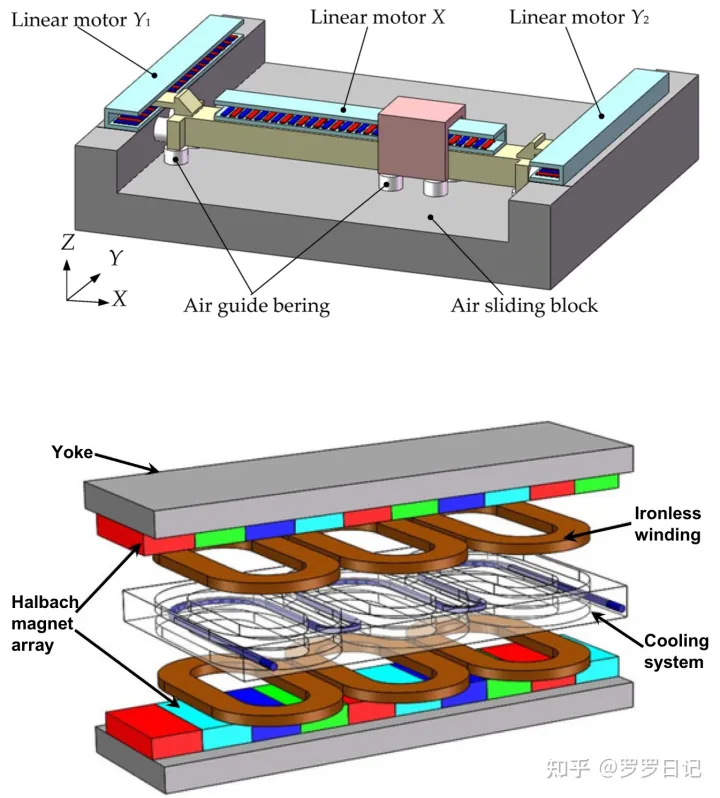 Linear motor Y1
Linear motor X
Linear motor Y2
Z
Y
X
Air guide bering
Air sliding block
Yoke
Ironless
winding
Halbach
magnet
array
Cooling
system
知乎 @罗罗日记